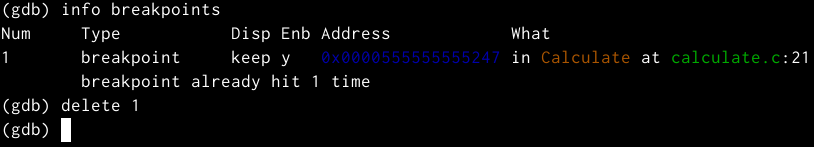 (gdb) info breakpoints
Num     Type           Disp Enb Address            What
1       breakpoint     keep y   0x0000555555555247 in Calculate at calculate.c:21
        breakpoint already hit 1 time
(gdb) delete 1
(gdb)